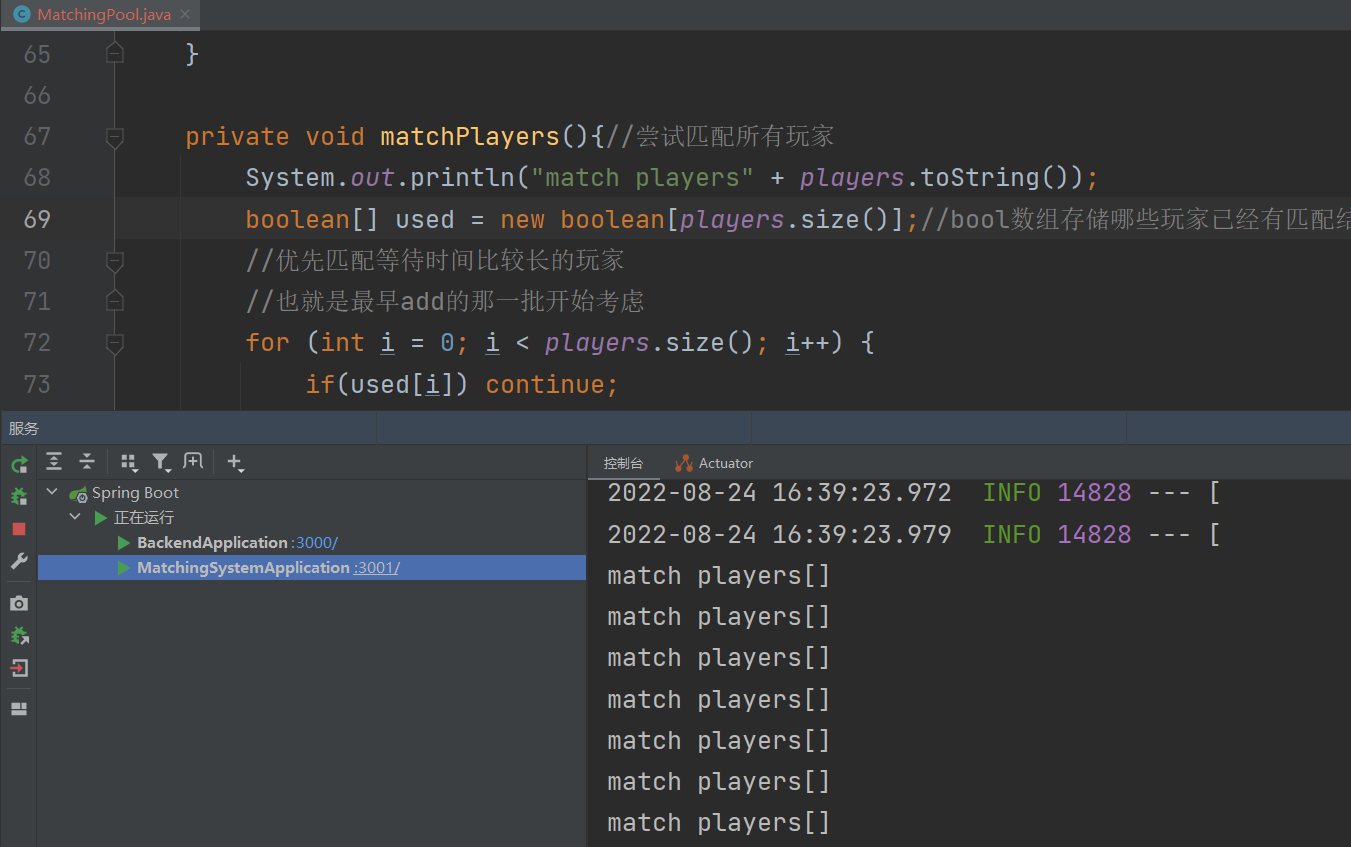 MatchingPool.java
65 }
66
67 private void matchPlayers(){//尝试匹配所有玩家
68 System.out.println("match players" + players.toString());
69 boolean[] used = new boolean[players.size()];//bool数组存储哪些玩家已经有匹配结
70 //优先匹配等待时间比较长的玩家
71 //也就是最早add的那一批开始考虑
72 for (int i = 0; i < players.size(); i++) {
73 if(used[i]) continue;
服务
Spring Boot
正在运行
BackendApplication :3000/
MatchingSystemApplication :3001/
控制台 Actuator
2022-08-24 16:39:23.972 INFO 14828 --- [
2022-08-24 16:39:23.979 INFO 14828 --- [
match players[]
match players[]
match players[]
match players[]
match players[]
match players[]
match players[]